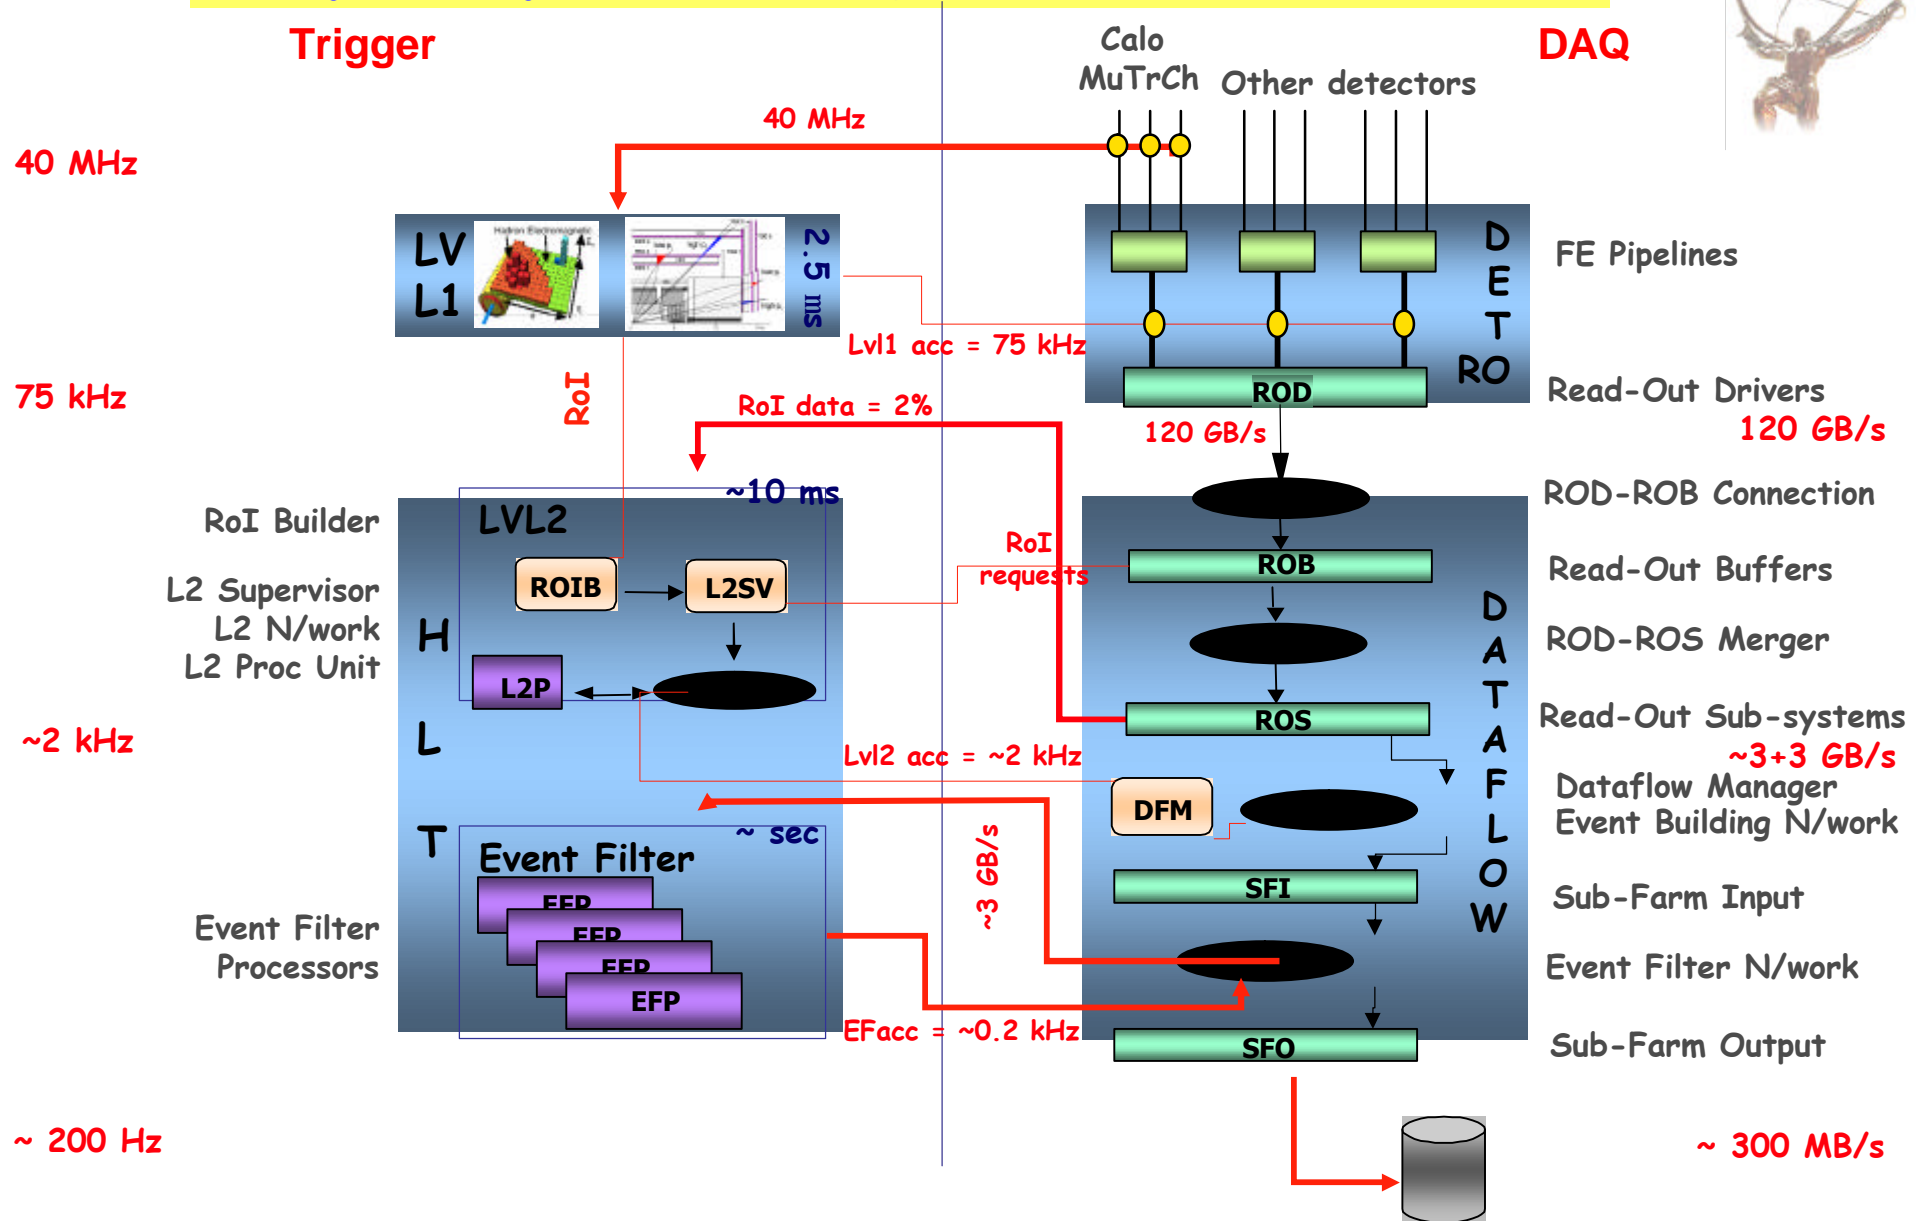 Trigger
DAQ
Calo
MuTrCh
Other detectors
40 MHz
40 MHz
LV
L1
Hadron Electromagnetic
2.5 ms
D
E
T
RO
FE Pipelines
Lvl1 acc = 75 kHz
75 kHz
RoI
RoI data = 2%
ROD
Read-Out Drivers
120 GB/s
120 GB/s
~10 ms
ROD-ROB Connection
RoI Builder
LVL2
RoI
requests
ROB
Read-Out Buffers
ROIB
L2SV
L2 Supervisor
L2 N/work
L2 Proc Unit
H
L
T
D
A
T
A
F
L
O
W
ROD-ROS Merger
L2P
ROS
Read-Out Sub-systems
~3+3 GB/s
~2 kHz
Lvl2 acc = ~2 kHz
DFM
Dataflow Manager
Event Building N/work
~ sec
Event Filter
~3 GB/s
SFI
Sub-Farm Input
EFP
EFP
EFP
EFP
Event Filter
Processors
Event Filter N/work
EFacc = ~0.2 kHz
SFO
Sub-Farm Output
~ 200 Hz
~ 300 MB/s